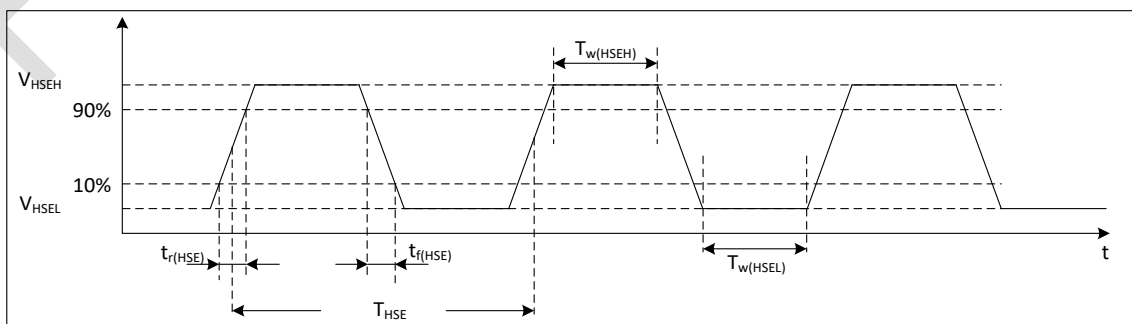 T_w(HSEH)
V_HSEH
90%
10%
V_HSEL
t_r(HSE)
t_f(HSE)
T_w(HSEL)
t
T_HSE